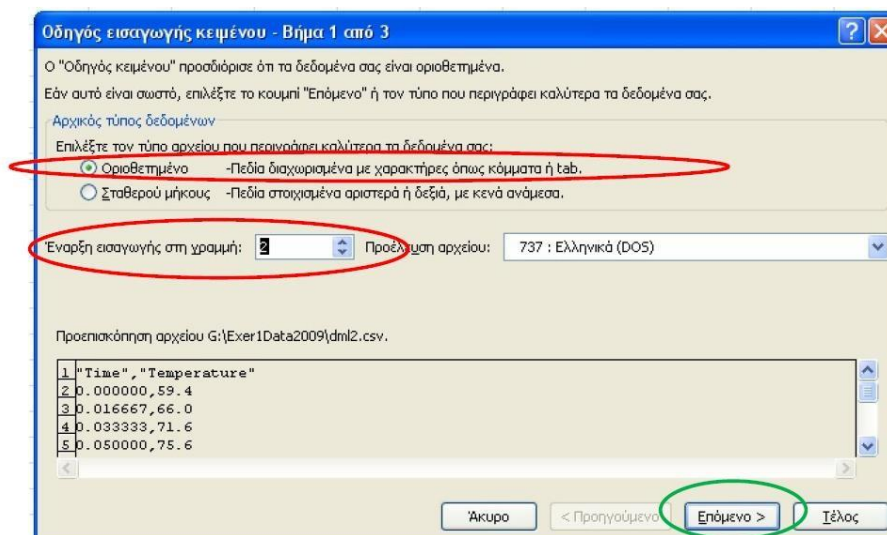 Οδηγός εισαγωγής κειμένου - Βήμα 1 από 3
Ο "Οδηγός κειμένου" προσδιόρισε ότι τα δεδομένα σας είναι οριοθετημένα.
Εάν αυτό είναι σωστό, επιλέξτε το κουμπί "Επόμενο" ή τον τύπο που περιγράφει καλύτερα τα δεδομένα σας.
Αρχικός τύπος δεδομένων
Επιλέξτε τον τύπο αρχείου που περιγράφει καλύτερα τα δεδομένα σας:
Οριοθετημένο -Πεδία διαχωρισμένα με χαρακτήρες όπως κόμματα ή tab.
Σταθερού μήκους -Πεδία στοιχισμένα αριστερά ή δεξιά, με κενά ανάμεσα.
Έναρξη εισαγωγής στη γραμμή: 2 Προέλευση αρχείου: 737 : Ελληνικά (DOS)
Προεπισκόπηση αρχείου G:\Exer1Data2009\dml2.csv.
1 "Time","Temperature"
2 0.000000,59.4
3 0.016667,66.0
4 0.033333,71.6
5 0.050000,75.6
Άκυρο < Προηγούμενο Επόμενο > Τέλος